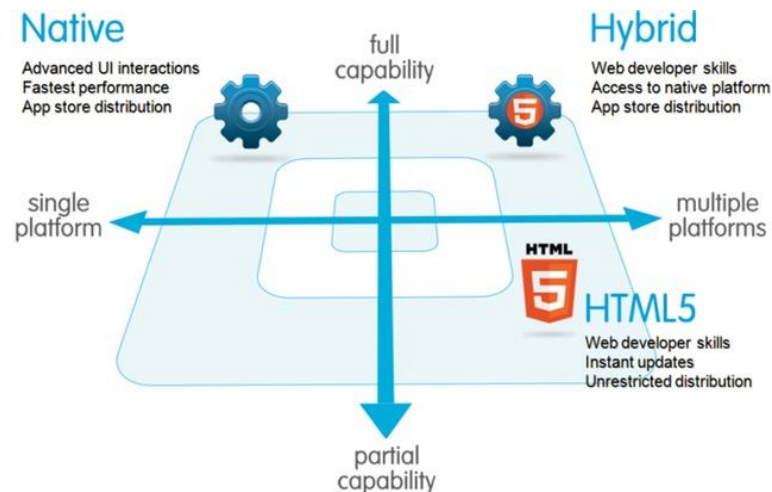 Native
Advanced UI interactions
Fastest performance
App store distribution
full
capability
Hybrid
Web developer skills
Access to native platform
App store distribution
5
single
platform
multiple
platforms
HTML
5
HTML5
Web developer skills
Instant updates
Unrestricted distribution
partial
capability